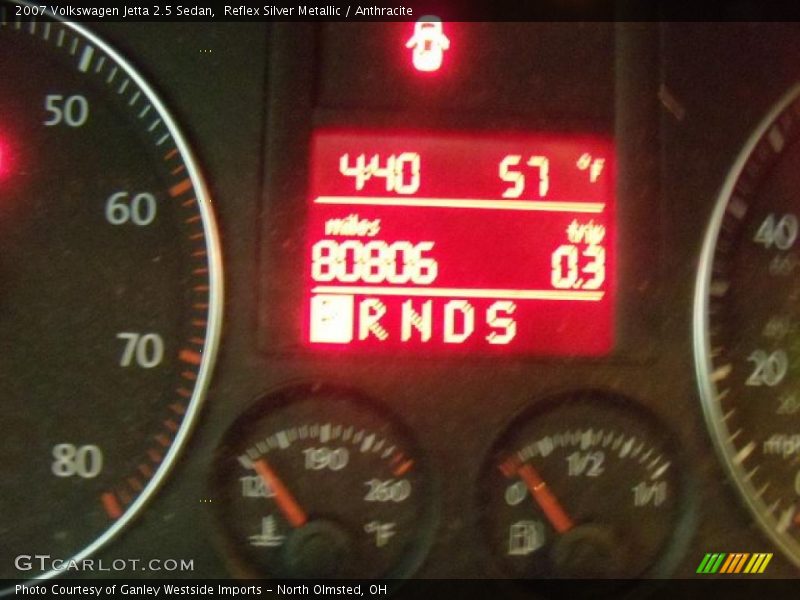 2007 Volkswagen Jetta 2.5 Sedan,  Reflex Silver Metallic / Anthracite
50
60
70
80
440 57 °F
miles trip
80806 0.3
P R N D S
120 190 260 °F
0 1/2 1/1
40
20
mph
GTCARLOT.COM
Photo Courtesy of Ganley Westside Imports - North Olmsted, OH